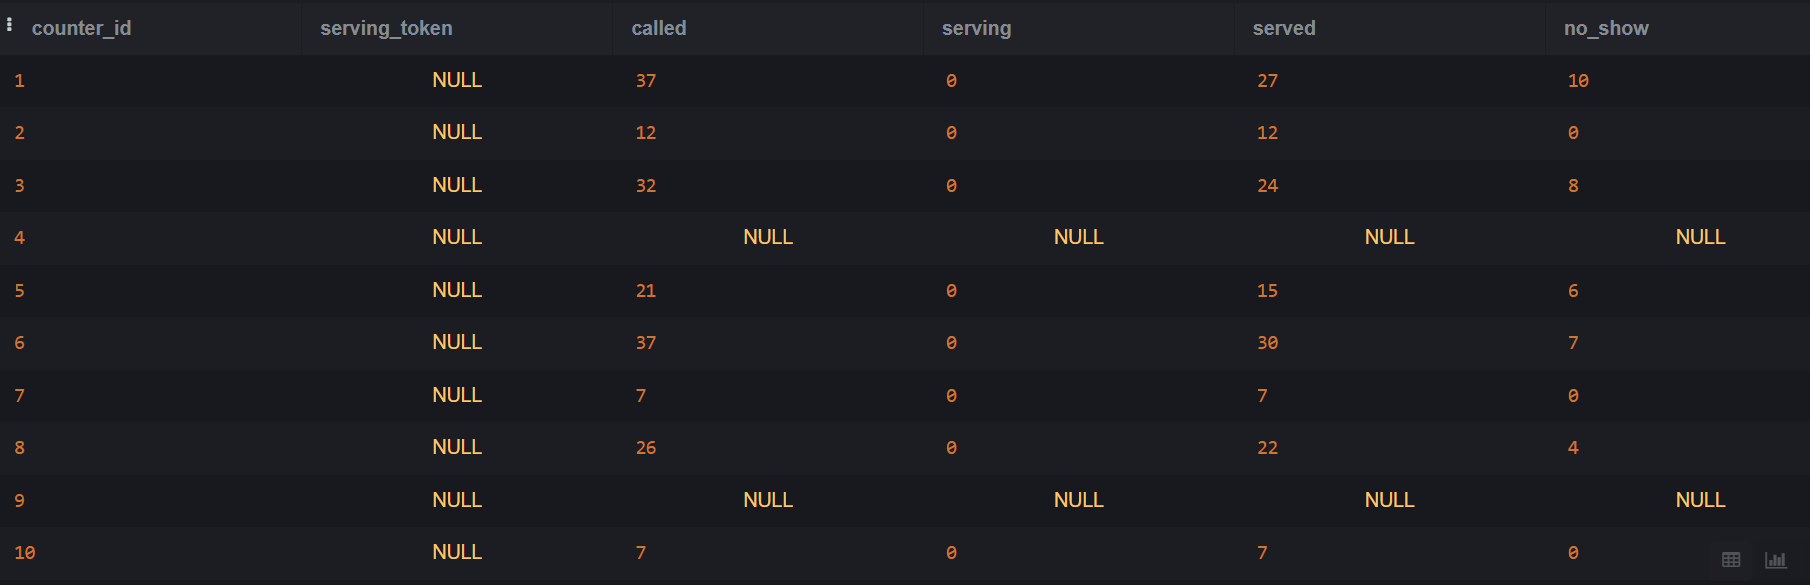 counter_id serving_token called serving served no_show
1 NULL 37 0 27 10
2 NULL 12 0 12 0
3 NULL 32 0 24 8
4 NULL NULL NULL NULL NULL
5 NULL 21 0 15 6
6 NULL 37 0 30 7
7 NULL 7 0 7 0
8 NULL 26 0 22 4
9 NULL NULL NULL NULL NULL
10 NULL 7 0 7 0